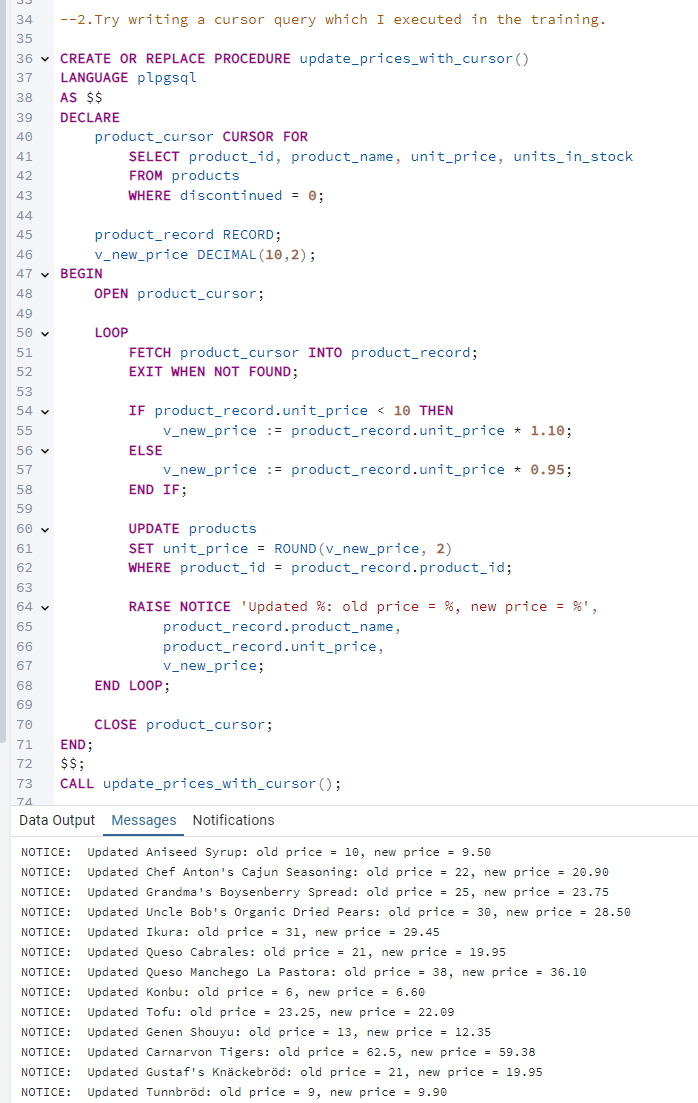 33
34 --2.Try writing a cursor query which I executed in the training.
35
36 CREATE OR REPLACE PROCEDURE update_prices_with_cursor()
37 LANGUAGE plpgsql
38 AS $$
39 DECLARE
40 product_cursor CURSOR FOR
41 SELECT product_id, product_name, unit_price, units_in_stock
42 FROM products
43 WHERE discontinued = 0;
44
45 product_record RECORD;
46 v_new_price DECIMAL(10,2);
47 BEGIN
48 OPEN product_cursor;
49
50 LOOP
51 FETCH product_cursor INTO product_record;
52 EXIT WHEN NOT FOUND;
53
54 IF product_record.unit_price < 10 THEN
55 v_new_price := product_record.unit_price * 1.10;
56 ELSE
57 v_new_price := product_record.unit_price * 0.95;
58 END IF;
59
60 UPDATE products
61 SET unit_price = ROUND(v_new_price, 2)
62 WHERE product_id = product_record.product_id;
63
64 RAISE NOTICE 'Updated %: old price = %, new price = %',
65 product_record.product_name,
66 product_record.unit_price,
67 v_new_price;
68 END LOOP;
69
70 CLOSE product_cursor;
71 END;
72 $$;
73 CALL update_prices_with_cursor();
74
Data Output Messages Notifications
NOTICE: Updated Aniseed Syrup: old price = 10, new price = 9.50
NOTICE: Updated Chef Anton's Cajun Seasoning: old price = 22, new price = 20.90
NOTICE: Updated Grandma's Boysenberry Spread: old price = 25, new price = 23.75
NOTICE: Updated Uncle Bob's Organic Dried Pears: old price = 30, new price = 28.50
NOTICE: Updated Ikura: old price = 31, new price = 29.45
NOTICE: Updated Queso Cabrales: old price = 21, new price = 19.95
NOTICE: Updated Queso Manchego La Pastora: old price = 38, new price = 36.10
NOTICE: Updated Konbu: old price = 6, new price = 6.60
NOTICE: Updated Tofu: old price = 23.25, new price = 22.09
NOTICE: Updated Genen Shouyu: old price = 13, new price = 12.35
NOTICE: Updated Carnarvon Tigers: old price = 62.5, new price = 59.38
NOTICE: Updated Gustaf's Knäckebröd: old price = 21, new price = 19.95
NOTICE: Updated Tunnbröd: old price = 9, new price = 9.90